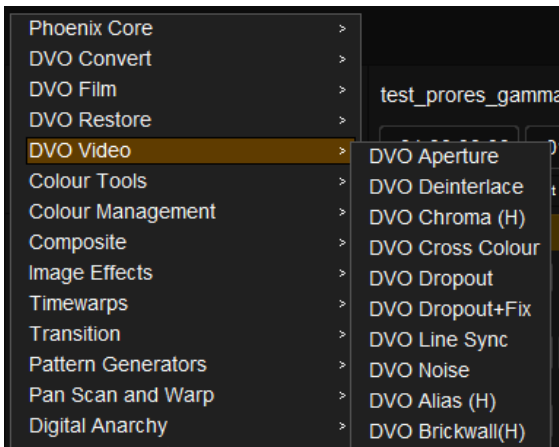 Phoenix Core >
DVO Convert >
DVO Film >
DVO Restore >
DVO Video >
Colour Tools >
Colour Management >
Composite >
Image Effects >
Timewarps >
Transition >
Pattern Generators >
Pan Scan and Warp >
Digital Anarchy >
test_prores_gamma
DVO Aperture
DVO Deinterlace
DVO Chroma (H)
DVO Cross Colour
DVO Dropout
DVO Dropout+Fix
DVO Line Sync
DVO Noise
DVO Alias (H)
DVO Brickwall(H)